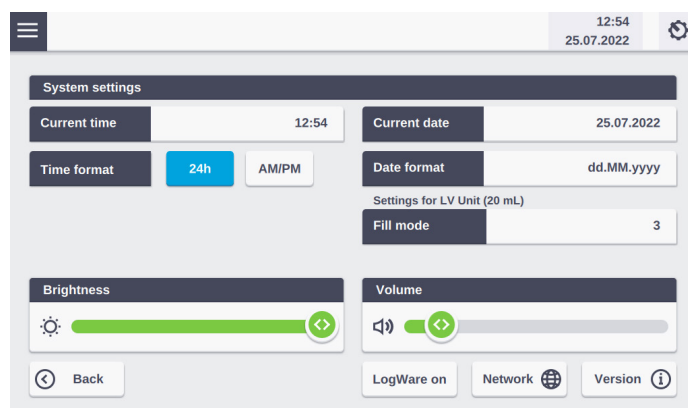 12:54
25.07.2022
System settings
Current time 12:54
Current date 25.07.2022
Time format 24h AM/PM
Date format dd.MM.yyyy
Settings for LV Unit (20 mL)
Fill mode 3
Brightness
Volume
Back
LogWare on
Network
Version